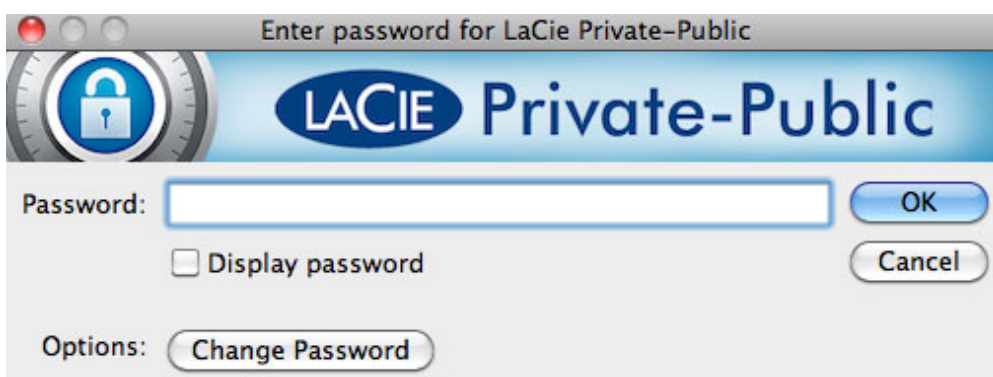 Enter password for LaCie Private-Public
LACIE Private-Public
Password:
OK
Display password
Cancel
Options: Change Password